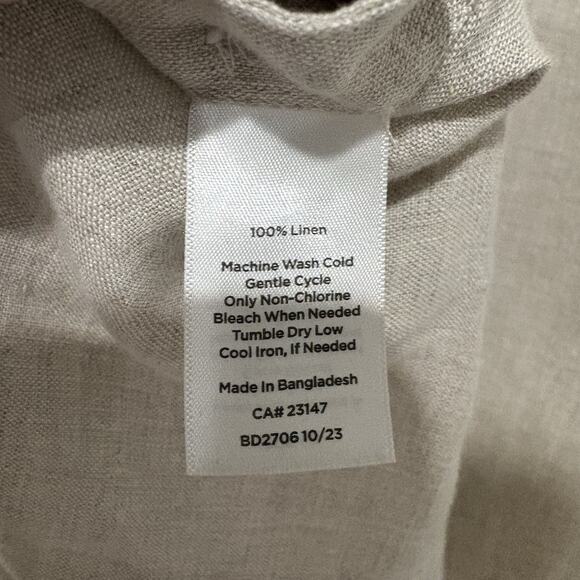 100% Linen
Machine Wash Cold
Gentle Cycle
Only Non-Chlorine
Bleach When Needed
Tumble Dry Low
Cool Iron, If Needed
Made In Bangladesh
CA# 23147
BD2706 10/23